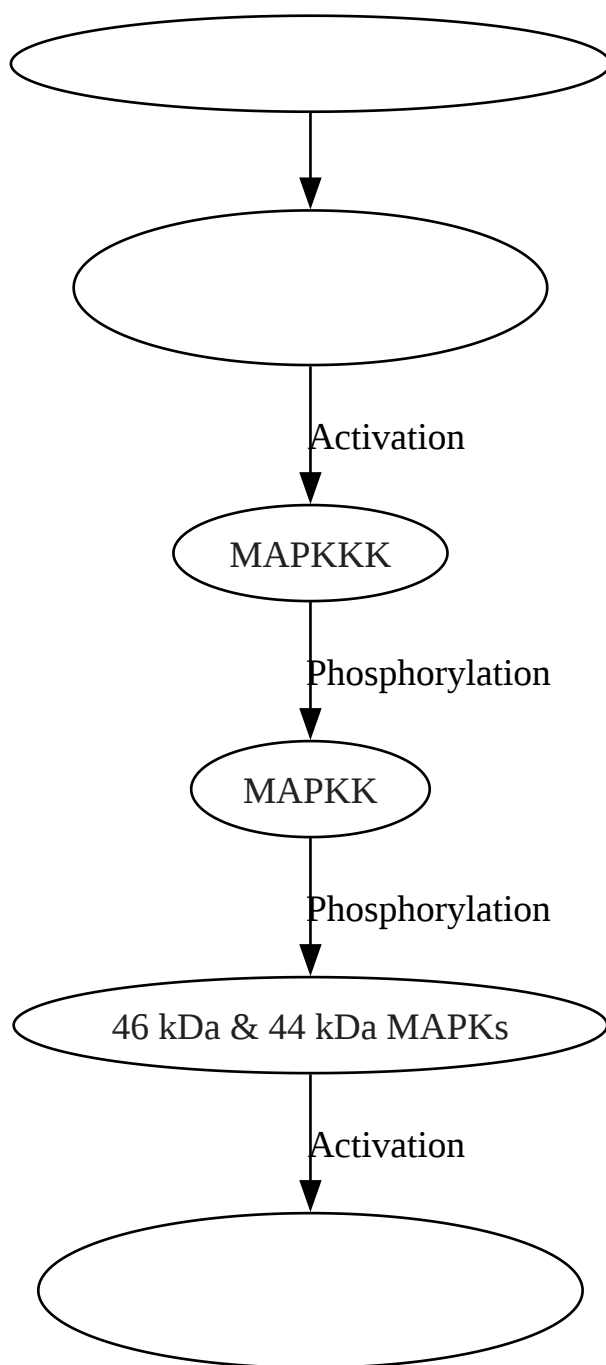 Activation
MAPKKK
Phosphorylation
MAPKK
Phosphorylation
46 kDa & 44 kDa MAPKs
Activation